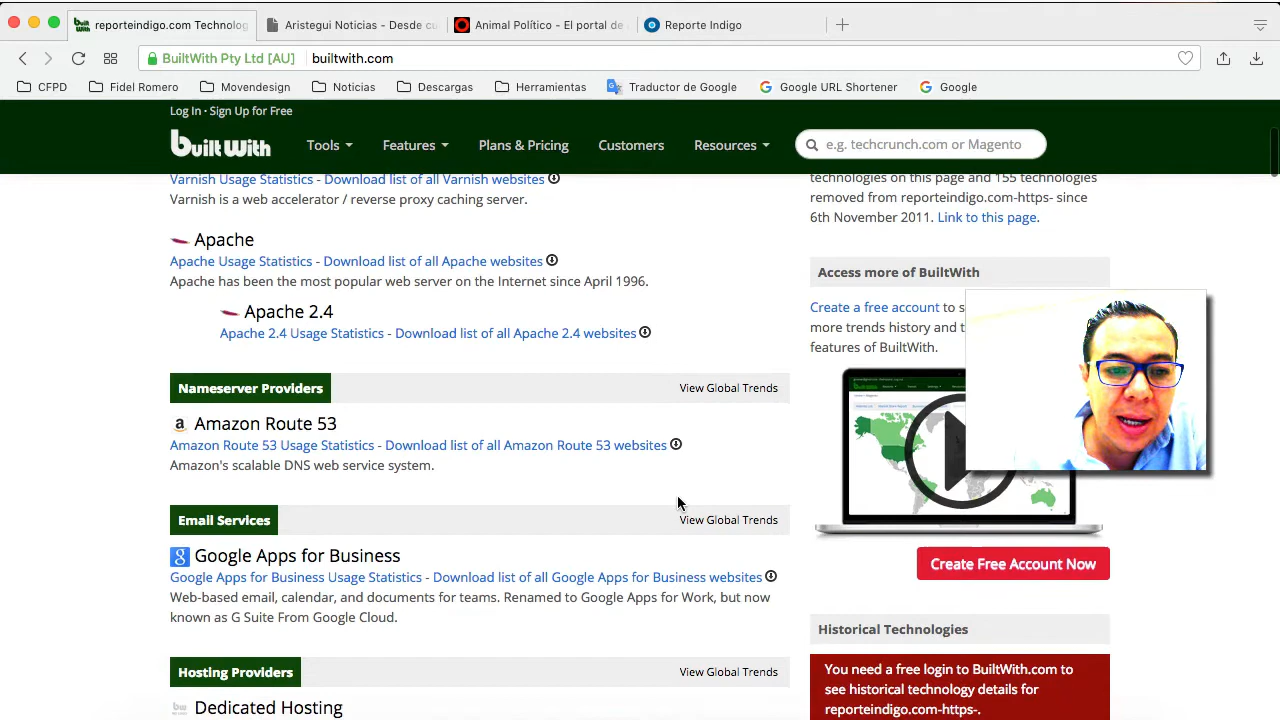 reporteindigo.com Technolog
Aristegui Noticias - Desde cu
Animal Político - El portal de
Reporte Indigo
BuiltWith Pty Ltd [AU]
builtwith.com
CFPD
Fidel Romero
Movendesign
Noticias
Descargas
Herramientas
Traductor de Google
Google URL Shortener
Google
Log In · Sign Up for Free
built With
Tools
Features
Plans & Pricing
Customers
Resources
e.g. techcrunch.com or Magento
Varnish Usage Statistics - Download list of all Varnish websites
Varnish is a web accelerator / reverse proxy caching server.
Apache
Apache Usage Statistics - Download list of all Apache websites
Apache has been the most popular web server on the Internet since April 1996.
Apache 2.4
Apache 2.4 Usage Statistics - Download list of all Apache 2.4 websites
Nameserver Providers
View Global Trends
Amazon Route 53
Amazon Route 53 Usage Statistics - Download list of all Amazon Route 53 websites
Amazon's scalable DNS web service system.
Email Services
View Global Trends
Google Apps for Business
Google Apps for Business Usage Statistics - Download list of all Google Apps for Business websites
Web-based email, calendar, and documents for teams. Renamed to Google Apps for Work, but now
known as G Suite From Google Cloud.
Hosting Providers
View Global Trends
Dedicated Hosting
technologies on this page and 155 technologies
removed from reporteindigo.com-https- since
6th November 2011. Link to this page.
Access more of BuiltWith
Create a free account to s
more trends history and t
features of BuiltWith.
Create Free Account Now
Historical Technologies
You need a free login to BuiltWith.com to
see historical technology details for
reporteindigo.com-https-.